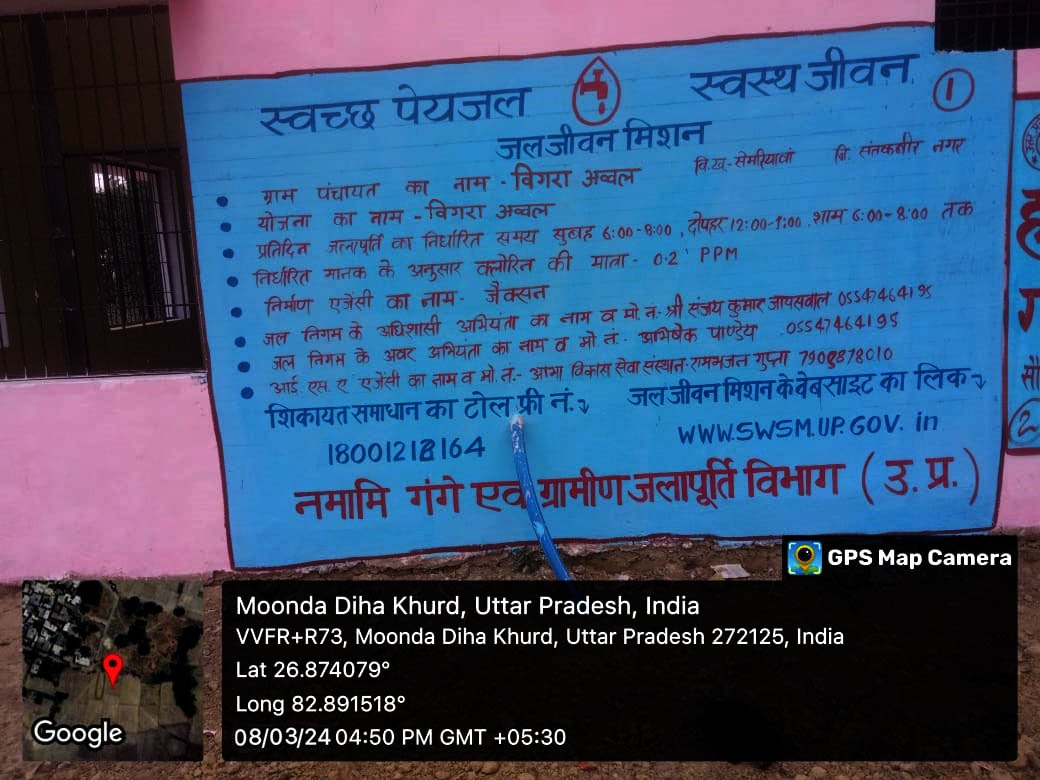 स्वच्छ पेयजल स्वस्थ जीवन 1
जल जीवन मिशन
वि.ख.- सेमरियावां जि. संतकबीर नगर
ग्राम पंचायत का नाम - विगरा अव्वल
योजना का नाम - विगरा अव्वल
प्रतिदिन जलापूर्ति का निर्धारित समय सुबह 6:00-8:00, दोपहर 12:00-1:00. शाम 6:00-8:00 तक
निर्धारित मानक के अनुसार क्लोरिन की मात्रा - 0.2 PPM
निर्माण एजेंसी का नाम - जैक्सन
जल निगम के अधिशासी अभियंता का नाम व मो.नं.- श्री संजय कुमार जायसवाल 05547464195
जल निगम के अवर अभियंता का नाम व मो.नं.- अभिषेक पाण्डेय 05547464195
आई.एस.ए एजेंसी का नाम व मो.नं.- आभा विकास सेवा संस्थान- रामभजन गुप्ता 7908878010
शिकायत समाधान का टोल फ्री नं.
जल जीवन मिशन के वेबसाइट का लिंक
WWW.SWSM.UP.GOV.in
नमामि गंगे एवं ग्रामीण जलापूर्ति विभाग (उ.प्र.)
2
GPS Map Camera
Moonda Diha Khurd, Uttar Pradesh, India
VVFR+R73, Moonda Diha Khurd, Uttar Pradesh 272125, India
Lat 26.874079°
Long 82.891518°
08/03/24 04:50 PM GMT +05:30
Google